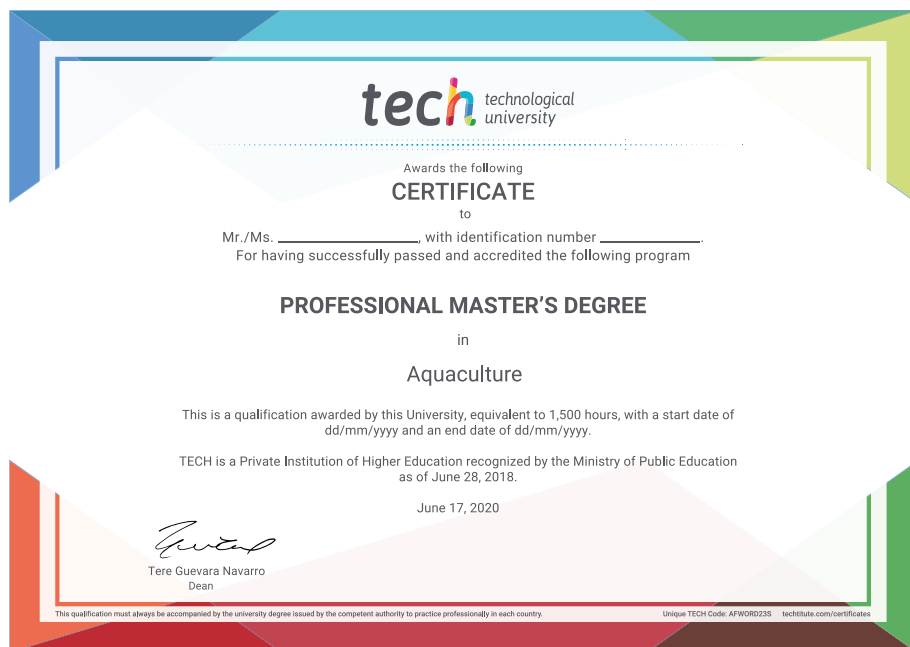 tech technological
university
Awards the following
CERTIFICATE
to
Mr./Ms. ____________, with identification number ____________.
For having successfully passed and accredited the following program
PROFESSIONAL MASTER'S DEGREE
in
Aquaculture
This is a qualification awarded by this University, equivalent to 1,500 hours, with a start date of
dd/mm/yyyy and an end date of dd/mm/yyyy.
TECH is a Private Institution of Higher Education recognized by the Ministry of Public Education
as of June 28, 2018.
June 17, 2020
Tere Guevara Navarro
Dean
This qualification must always be accompanied by the university degree issued by the competent authority to practice professionally in each country.
Unique TECH Code: AFWORD23S techtitute.com/certificates